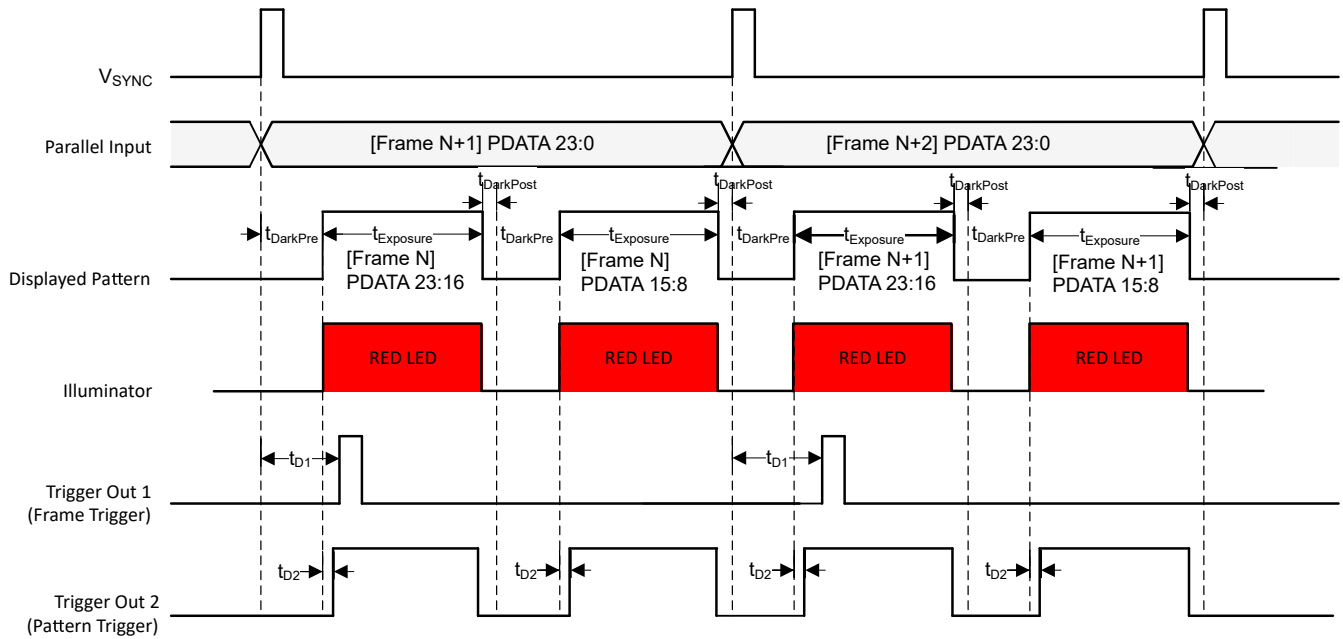 VSYNC
Parallel Input
[Frame N+1] PDATA 23:0
[Frame N+2] PDATA 23:0
tDarkPost
tDarkPost
tDarkPost
tDarkPost
tDarkPre
tExposure
tDarkPre
tExposure
tDarkPre
tExposure
tDarkPre
tExposure
Displayed Pattern
[Frame N]
PDATA 23:16
[Frame N]
PDATA 15:8
[Frame N+1]
PDATA 23:16
[Frame N+1]
PDATA 15:8
Illuminator
RED LED
RED LED
RED LED
RED LED
tD1
tD1
Trigger Out 1
(Frame Trigger)
tD2
tD2
tD2
tD2
Trigger Out 2
(Pattern Trigger)